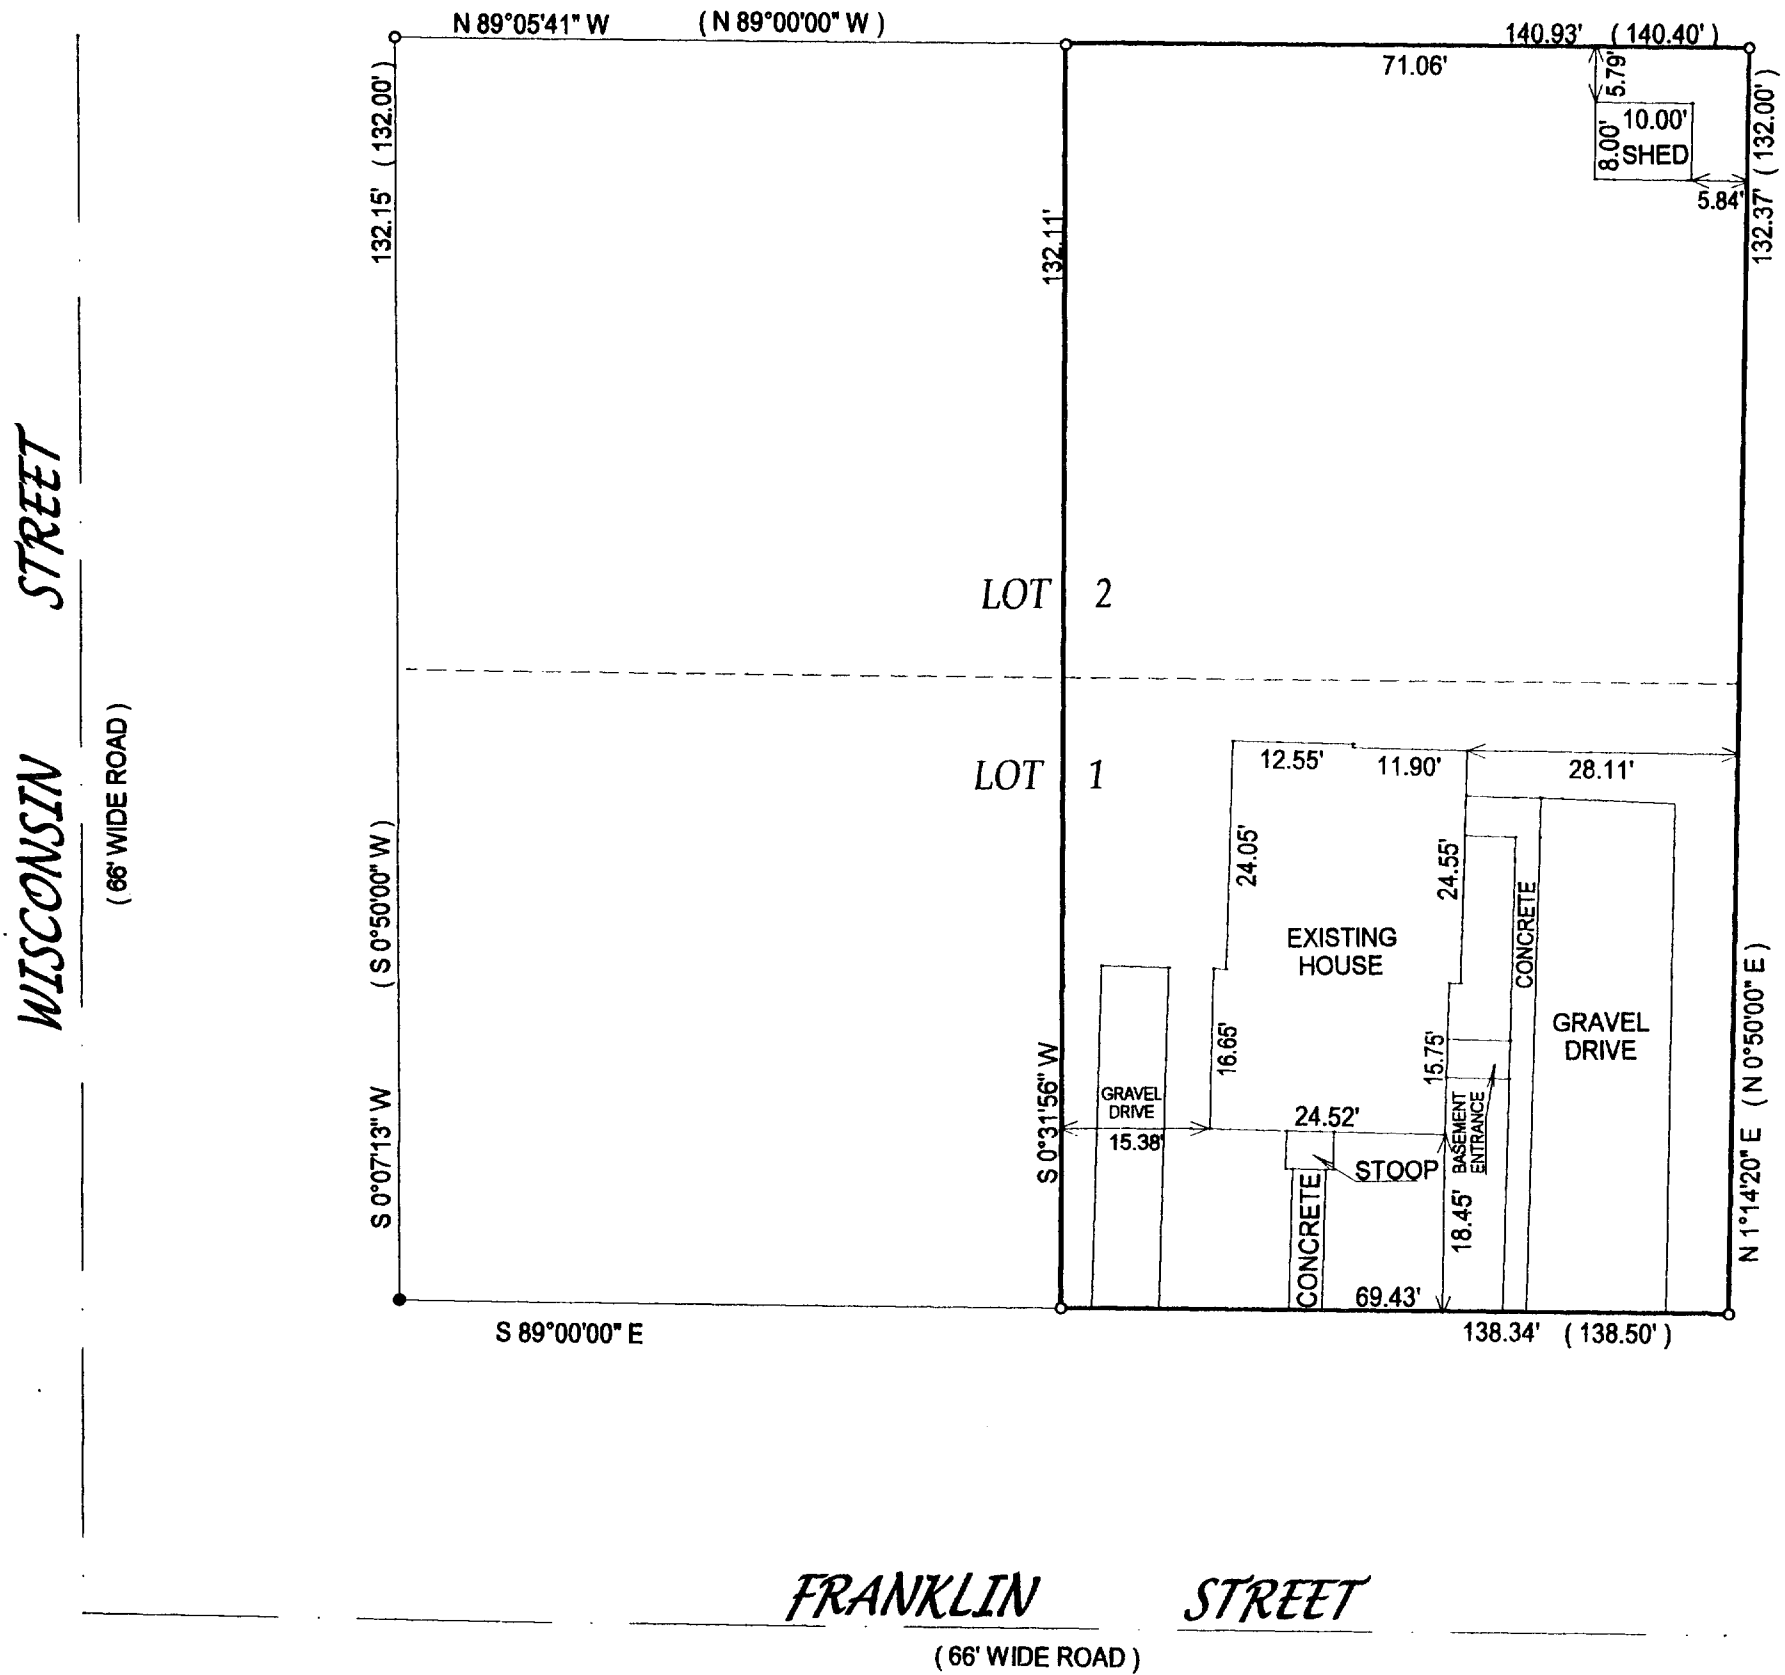 N 89°05'41" W ( N 89°00'00" W )
140.93' ( 140.40' )
71.06'
5.79'
10.00'
8.00'
SHED
5.84'
132.15' ( 132.00' )
132.11'
132.37' ( 132.00' )
WISCONSIN STREET
( 66' WIDE ROAD )
LOT 2
LOT 1
12.55'
11.90'
28.11'
24.05'
24.55'
EXISTING
HOUSE
CONCRETE
GRAVEL
DRIVE
16.65'
15.75'
GRAVEL
DRIVE
15.38'
24.52'
STOOP
BASEMENT
ENTRANCE
CONCRETE
18.45'
69.43'
( S 0°50'00" W )
S 0°07'13" W
S 0°31'56" W
N 1°14'20" E ( N 0°50'00" E )
S 89°00'00" E
138.34' ( 138.50' )
FRANKLIN STREET
( 66' WIDE ROAD )